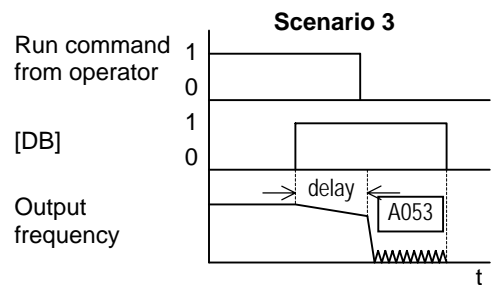 Scenario 3
Run command
from operator
1
0
[DB]
1
0
Output
frequency
delay
A053
t